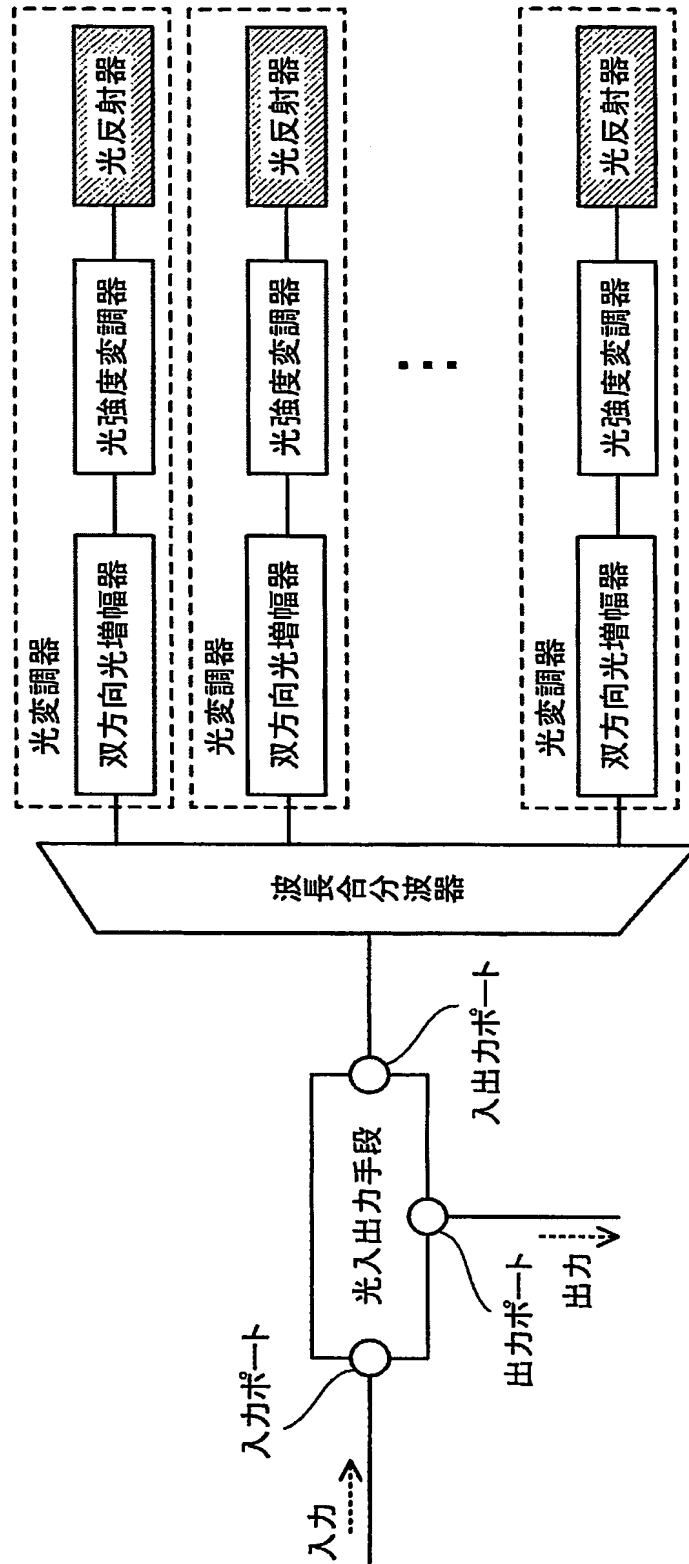 入力
入力ポート
光入出力手段
出力ポート
出力
入出力ポート
波長合分波器
光変調器
双方向光増幅器
光強度変調器
光反射器
光変調器
双方向光増幅器
光強度変調器
光反射器
光変調器
双方向光増幅器
光強度変調器
光反射器